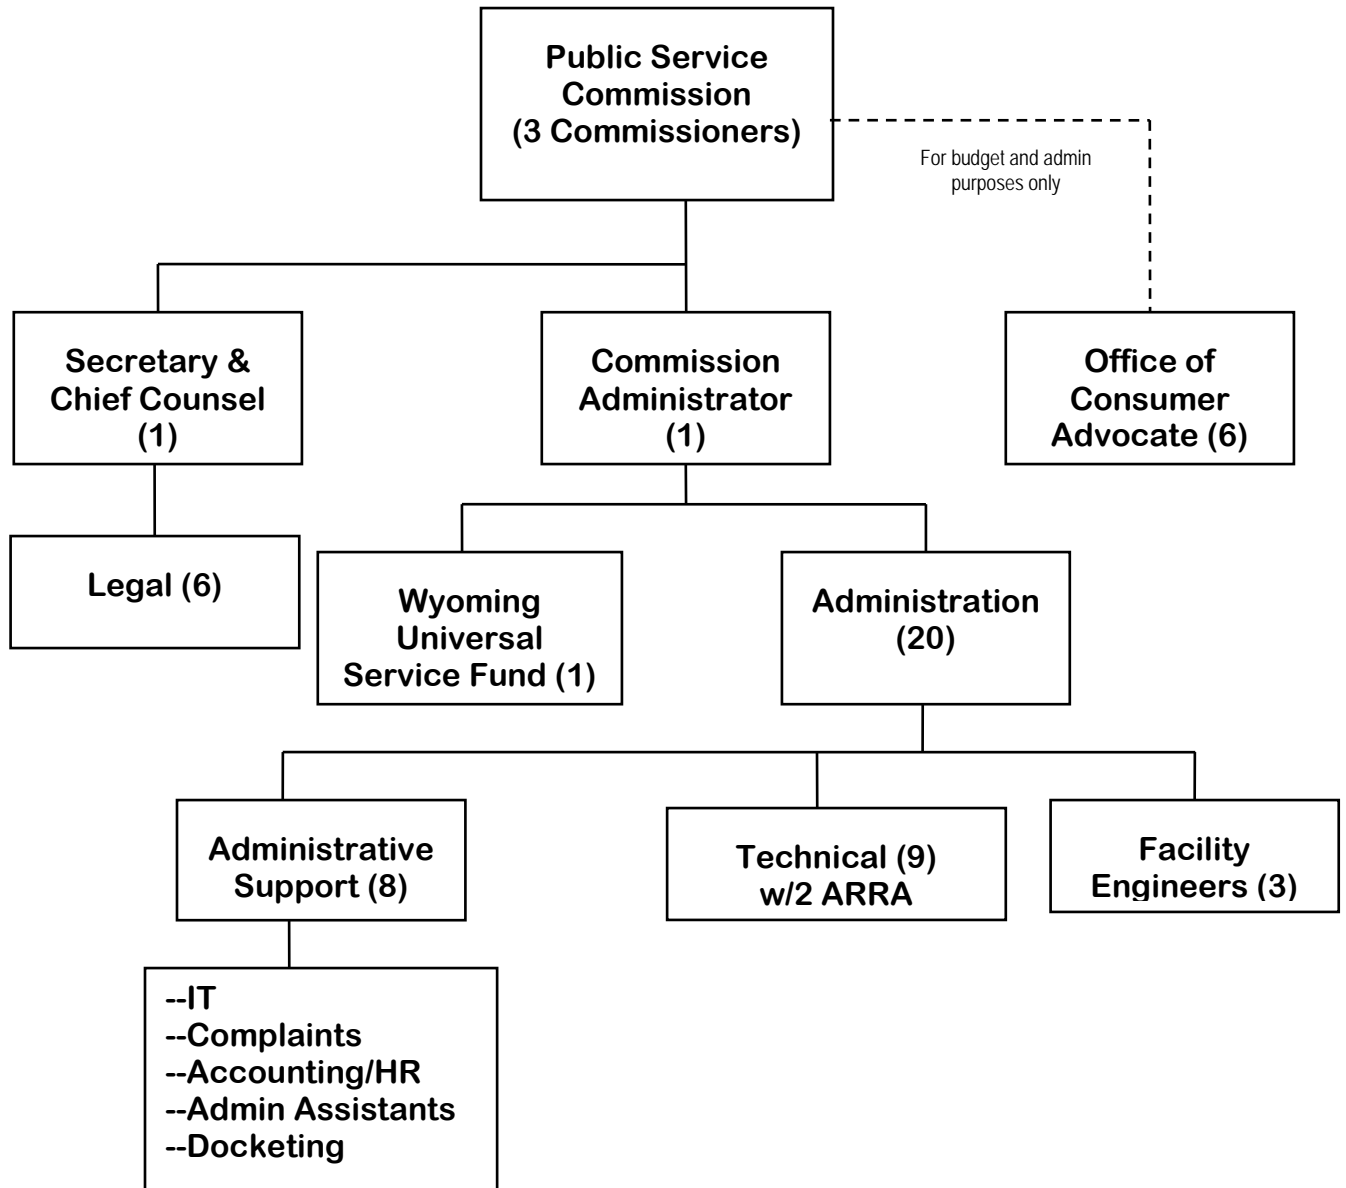 Public Service
Commission
(3 Commissioners)
For budget and admin
purposes only
Secretary &
Chief Counsel
(1)
Commission
Administrator
(1)
Office of
Consumer
Advocate (6)
Legal (6)
Wyoming
Universal
Service Fund (1)
Administration
(20)
Administrative
Support (8)
Technical (9)
w/2 ARRA
Facility
Engineers (3)
--IT
--Complaints
--Accounting/HR
--Admin Assistants
--Docketing